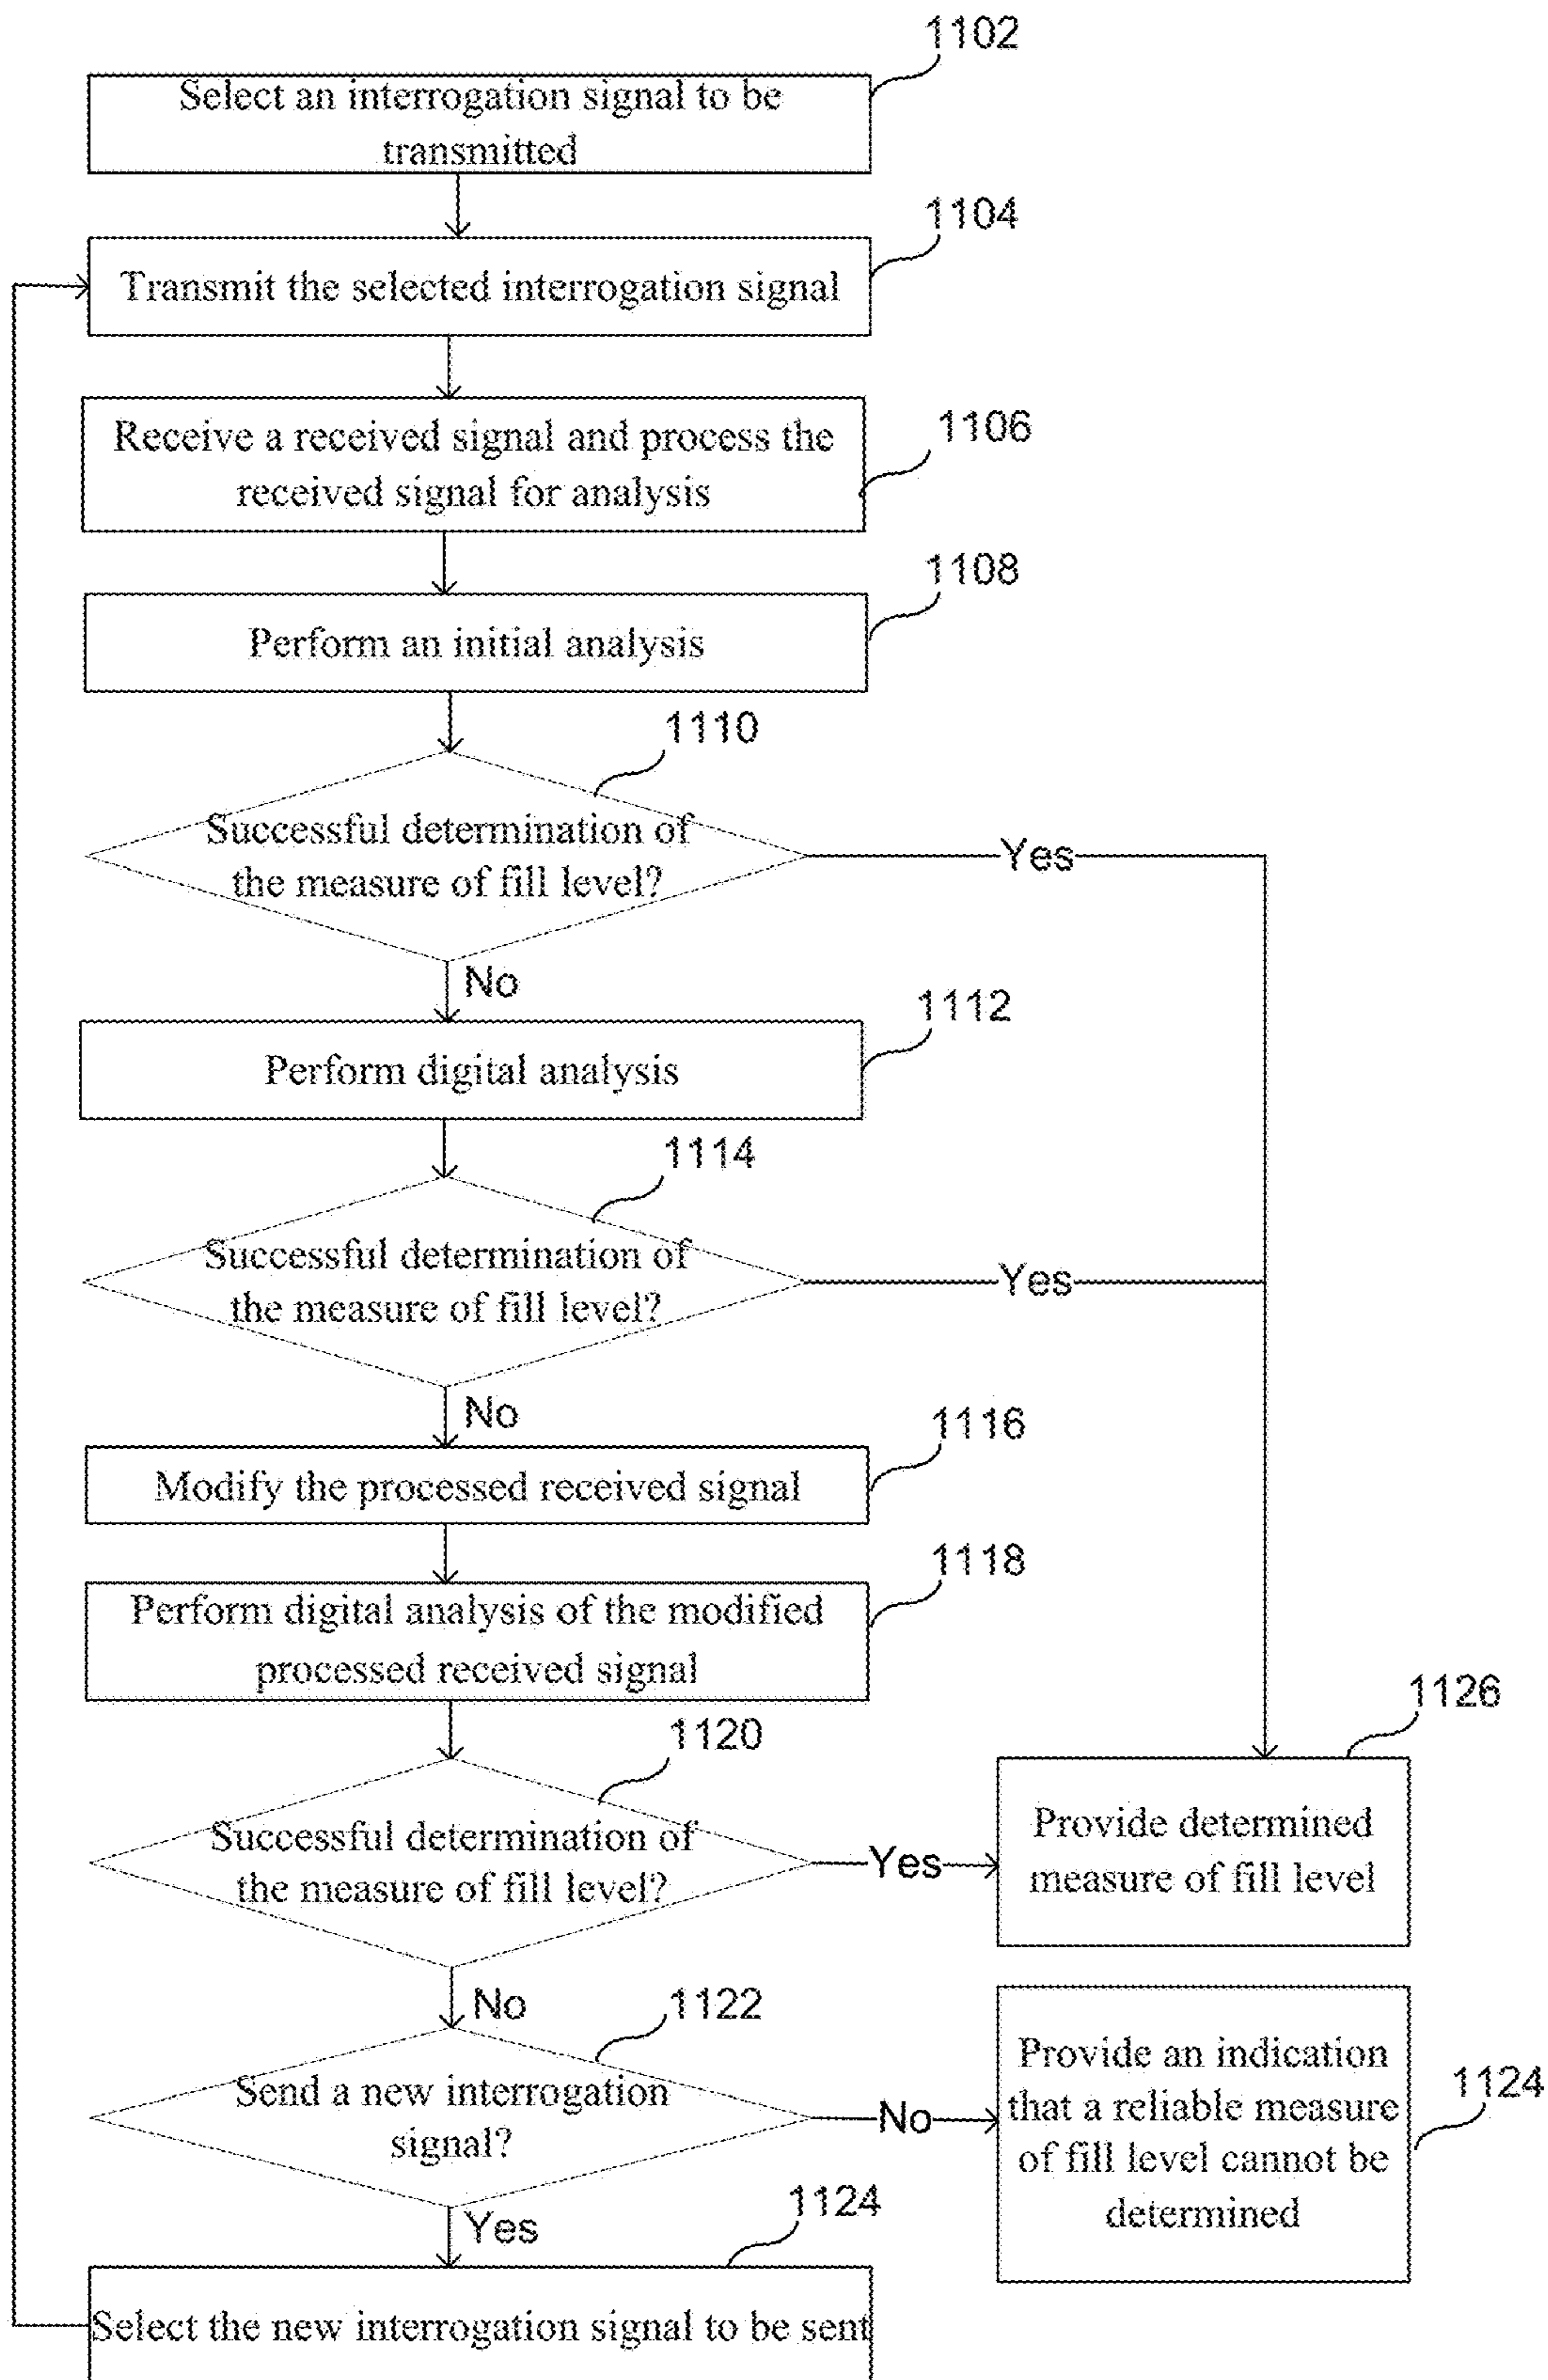 1102
Select an interrogation signal to be
transmitted
1104
Transmit the selected interrogation signal
1106
Receive a received signal and process the
received signal for analysis
1108
Perform an initial analysis
1110
Successful determination of
the measure of fill level?
Yes
No
1112
Perform digital analysis
1114
Successful determination of
the measure of fill level?
Yes
No
1116
Modify the processed received signal
1118
Perform digital analysis of the modified
processed received signal
1120
Successful determination of
the measure of fill level?
Yes
1126
Provide determined
measure of fill level
No
1122
Send a new interrogation
signal?
No
Provide an indication
that a reliable measure
of fill level cannot be
determined
1124
Yes
1124
Select the new interrogation signal to be sent